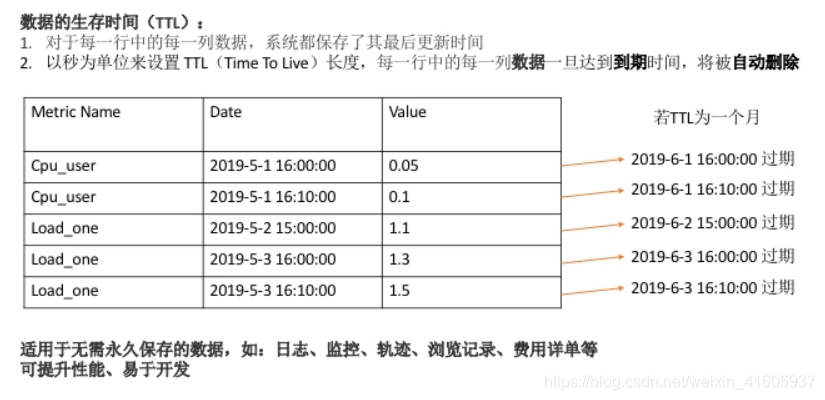 数据的生存时间（TTL）：
1. 对于每一行中的每一列数据，系统都保存了其最后更新时间
2. 以秒为单位来设置 TTL（Time To Live）长度，每一行中的每一列数据一旦达到到期时间，将被自动删除
Metric Name Date Value 若TTL为一个月
Cpu_user 2019-5-1 16:00:00 0.05 2019-6-1 16:00:00 过期
Cpu_user 2019-5-1 16:10:00 0.1 2019-6-1 16:10:00 过期
Load_one 2019-5-2 15:00:00 1.1 2019-6-2 15:00:00 过期
Load_one 2019-5-3 16:00:00 1.3 2019-6-3 16:00:00 过期
Load_one 2019-5-3 16:10:00 1.5 2019-6-3 16:10:00 过期
适用于无需永久保存的数据，如：日志、监控、轨迹、浏览记录、费用详单等
可提升性能、易于开发
https://blog.csdn.net/weixin_41605937